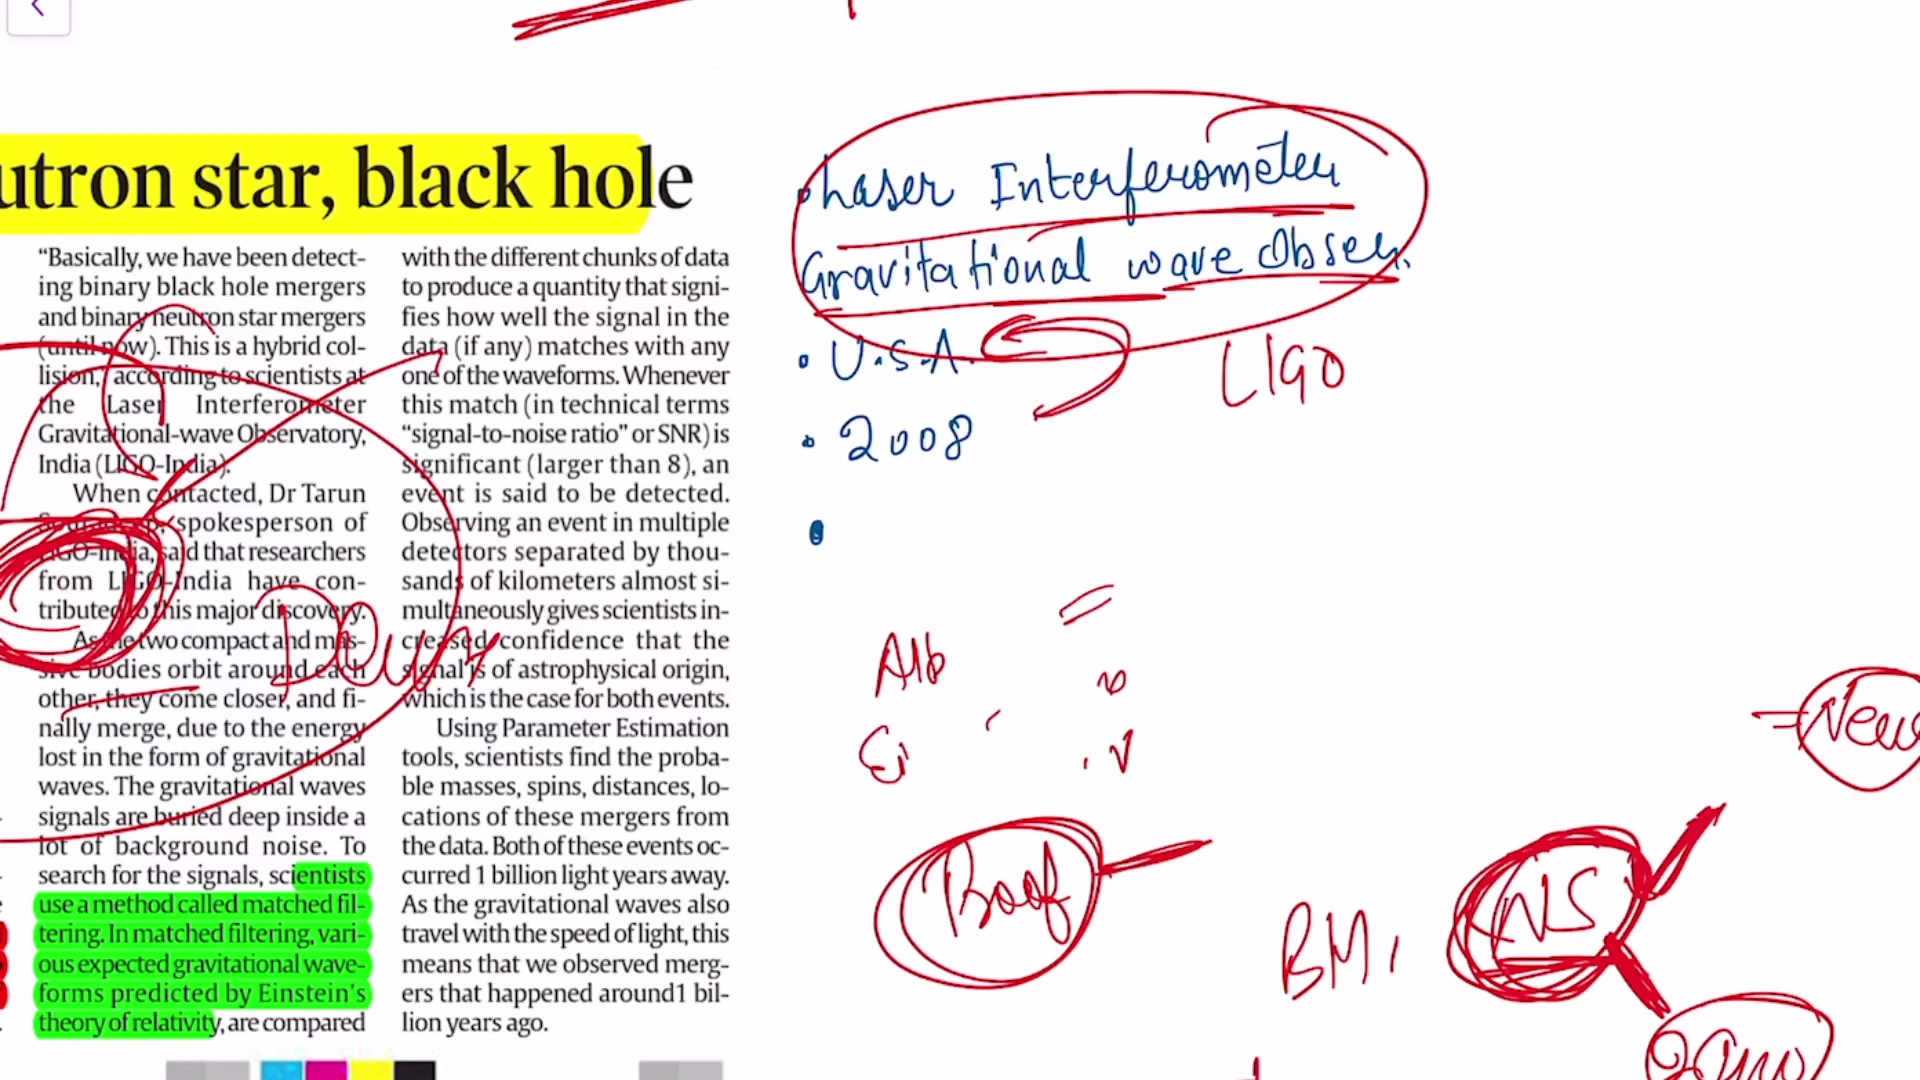 utron star, black hole
“Basically, we have been detect-
ing binary black hole mergers
and binary neutron star mergers
(until now). This is a hybrid col-
lision, according to scientists at
the Laser Interferometer
Gravitational-wave Observatory,
India (LIGO-India).
When contacted, Dr Tarun
spokesperson of
LIGO-India, said that researchers
from LIGO-India have con-
tributed to this major discovery.
As the two compact and mas-
sive bodies orbit around each
other, they come closer, and fi-
nally merge, due to the energy
lost in the form of gravitational
waves. The gravitational waves
signals are buried deep inside a
lot of background noise. To
search for the signals, scientists
use a method called matched fil-
tering. In matched filtering, vari-
ous expected gravitational wave-
forms predicted by Einstein's
theory of relativity, are compared
with the different chunks of data
to produce a quantity that signi-
fies how well the signal in the
data (if any) matches with any
one of the waveforms. Whenever
this match (in technical terms
“signal-to-noise ratio” or SNR) is
significant (larger than 8), an
event is said to be detected.
Observing an event in multiple
detectors separated by thou-
sands of kilometers almost si-
multaneously gives scientists in-
creased confidence that the
signal is of astrophysical origin,
which is the case for both events.
Using Parameter Estimation
tools, scientists find the proba-
ble masses, spins, distances, lo-
cations of these mergers from
the data. Both of these events oc-
curred 1 billion light years away.
As the gravitational waves also
travel with the speed of light, this
means that we observed merg-
ers that happened around1 bil-
lion years ago.
• Laser Interferometer
Gravitational wave Obser.
• U.S.A.
LIGO
• 2008
•
Alb
Ei
Proof
NS